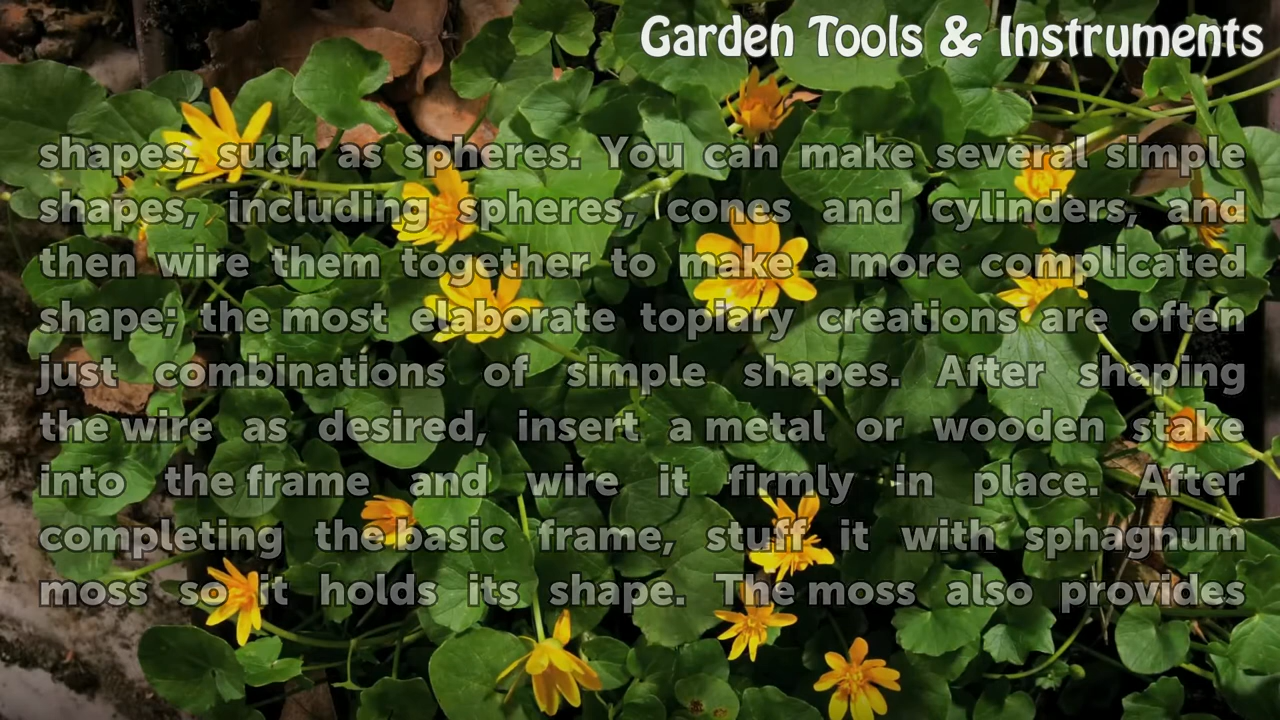 Garden Tools & Instruments
shapes, such as spheres. You can make several simple
shapes, including spheres, cones and cylinders, and
then wire them together to make a more complicated
shape; the most elaborate topiary creations are often
just combinations of simple shapes. After shaping
the wire as desired, insert a metal or wooden stake
into the frame and wire it firmly in place. After
completing the basic frame, stuff it with sphagnum
moss so it holds its shape. The moss also provides